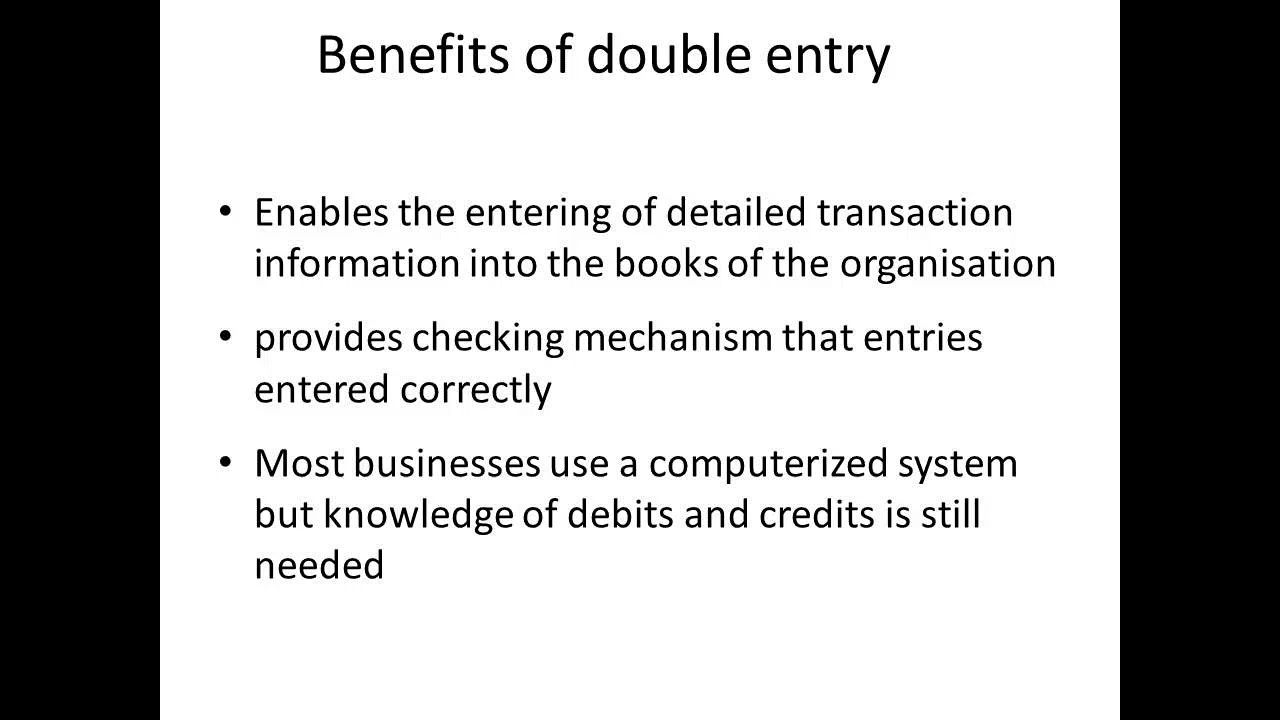 Benefits of double entry
• Enables the entering of detailed transaction
information into the books of the organisation
• provides checking mechanism that entries
entered correctly
• Most businesses use a computerized system
but knowledge of debits and credits is still
needed